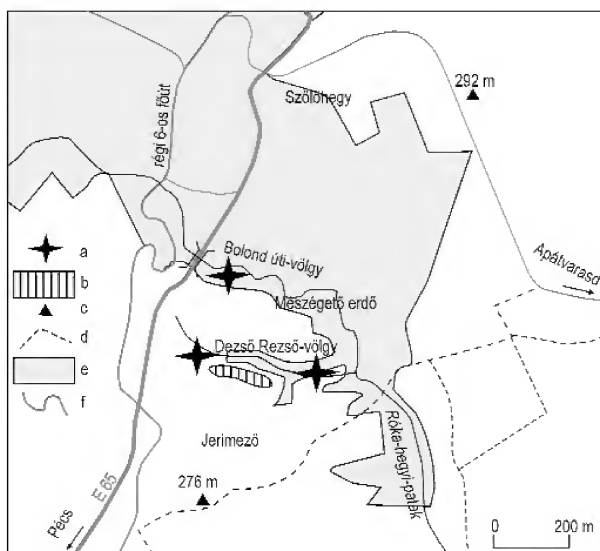 292 m
Szőlőhegy
régi 6-os főút
Apátvarasd
Bolond úti-völgy
Mészégető erdő
Dezső Rezső-völgy
a
b
c
d
e
f
Jerimező
Róka-hegyi-patak
276 m
E 65
Pécs
0 200 m